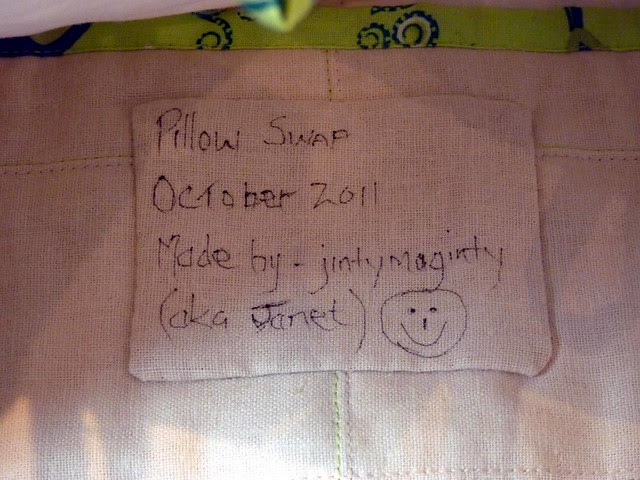 Pillow Swap
October 2011
Made by - jintymaginty
(aka Janet)